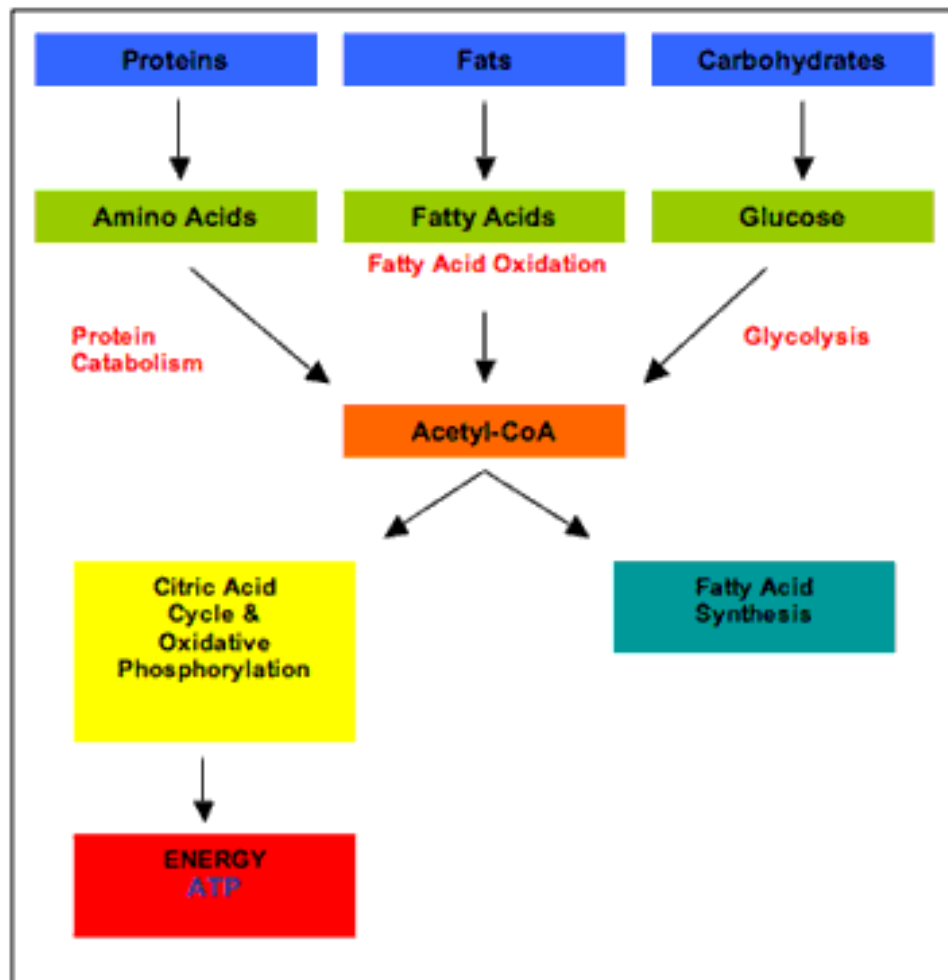 Proteins
Fats
Carbohydrates
Amino Acids
Fatty Acids
Glucose
Fatty Acid Oxidation
Protein
Catabolism
Glycolysis
Acetyl-CoA
Citric Acid
Cycle &
Oxidative
Phosphorylation
Fatty Acid
Synthesis
ENERGY
ATP